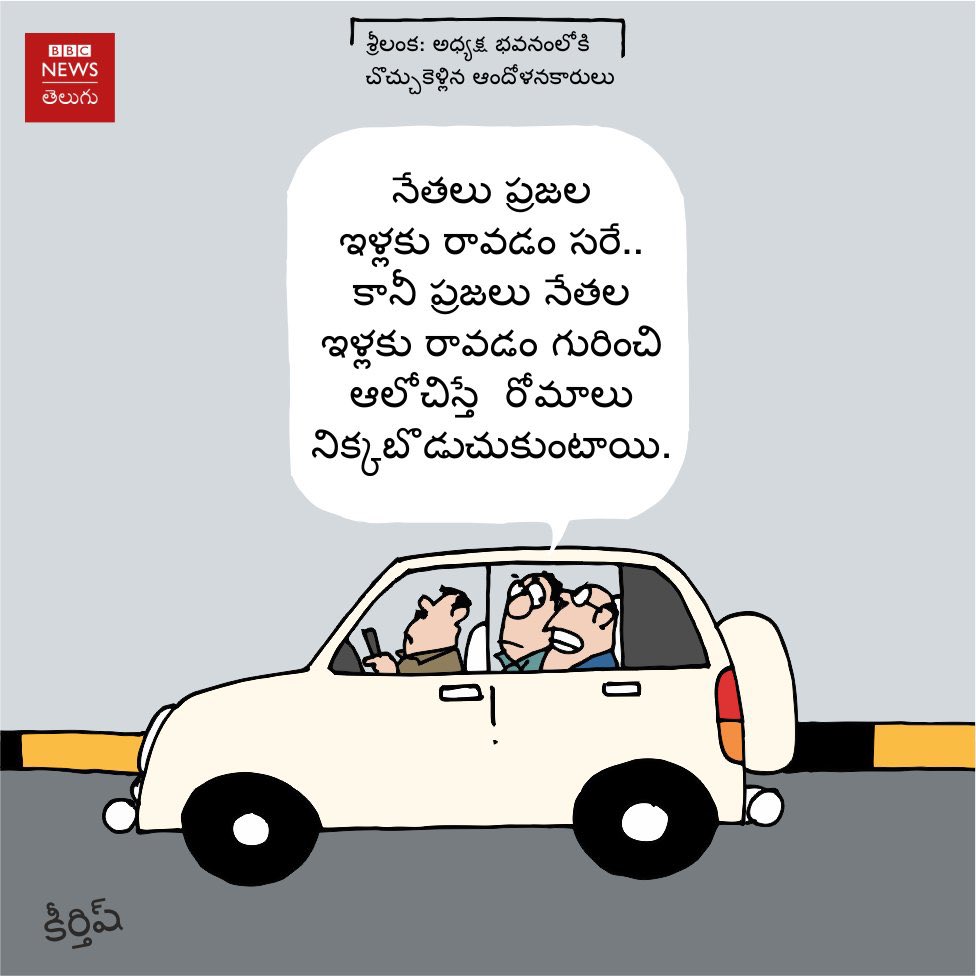 BBC
NEWS
తెలుగు
శ్రీలంక: అధ్యక్ష భవనంలోకి
చొచ్చుకెళ్లిన ఆందోళనకారులు
నేతలు ప్రజల
ఇళ్లకు రావడం సరే..
కానీ ప్రజలు నేతల
ఇళ్లకు రావడం గురించి
ఆలోచిస్తే రోమాలు
నిక్కబొడుచుకుంటాయి.
కీర్తిష్